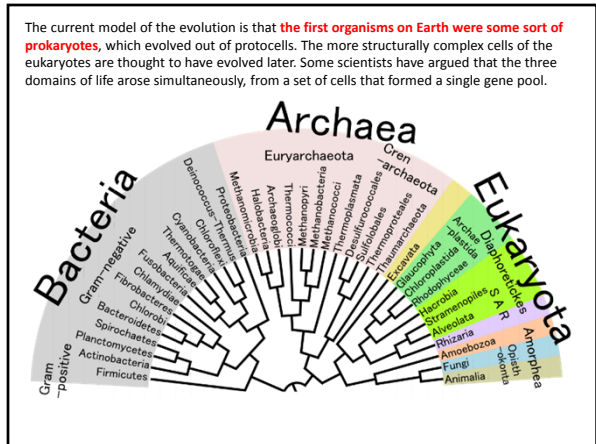 The current model of the evolution is that the first organisms on Earth were some sort of
prokaryotes, which evolved out of protocells. The more structurally complex cells of the
eukaryotes are thought to have evolved later. Some scientists have argued that the three
domains of life arose simultaneously, from a set of cells that formed a single gene pool.
Bacteria
Archaea
Eukaryota
Gram
-positive
Gram-negative
Euryarchaeota
Cren
-archaeota
Firmicutes
Actinobacteria
Planctomycetes
Spirochaetes
Bacteroidetes
Chlorobi
Fibrobacteres
Chlamydiae
Fusobacteria
Aquificae
Thermotogae
Cyanobacteria
Chloroflexi
Deinococcus-Thermus
Proteobacteria
Methanomicrobia
Halobacteria
Archaeoglobi
Thermococci
Methanopyri
Methanobacteria
Methanococci
Thermoplasmata
Desulfurococcales
Sulfolobales
Thermoproteales
Thaumarchaeota
Excavata
Glaucophyta
Chloroplastida
Rhodophyceae
Archae
-plastida
Diaphoretickes
Hacrobia
Stramenopiles
Alveolata
S A R
Rhizaria
Amoebozoa
Fungi
Animalia
Opisth
-okonta
Amorphea